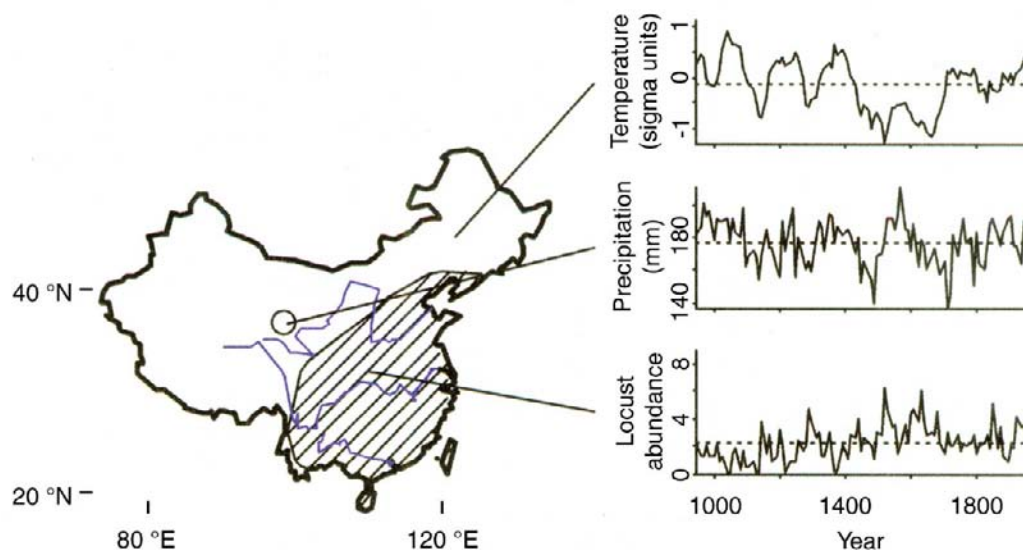 Temperature
(sigma units)
1
0
-1
Precipitation
(mm)
180
140
Locust
abundance
8
4
0
1000 1400 1800
Year
40 °N
20 °N
80 °E 120 °E